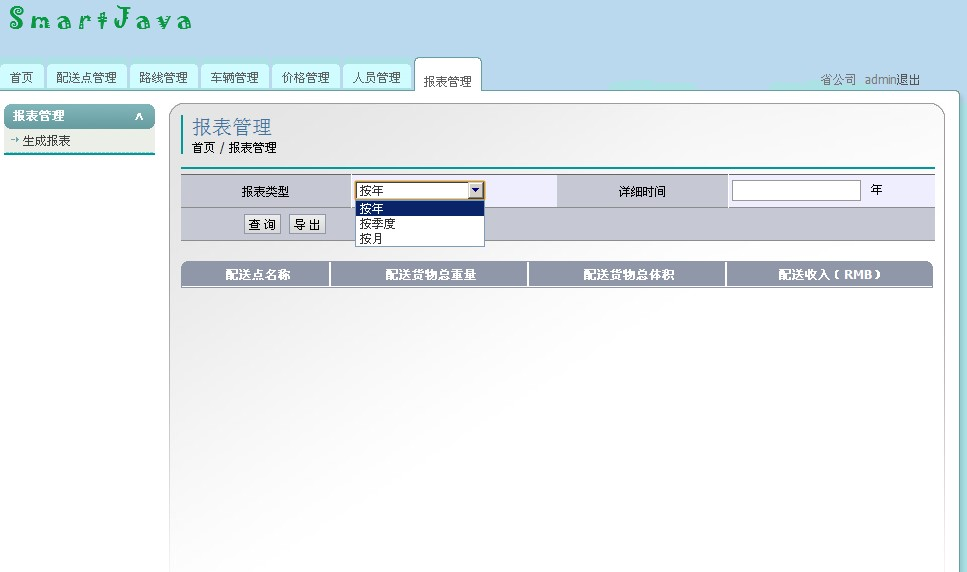 SmartJava
首页 配送点管理 路线管理 车辆管理 价格管理 人员管理 报表管理
省公司 admin退出
报表管理
生成报表
报表管理
首页 / 报表管理
报表类型 按年 详细时间 年
按年
按季度
按月
查询 导出
配送点名称 配送货物总重量 配送货物总体积 配送收入（RMB）